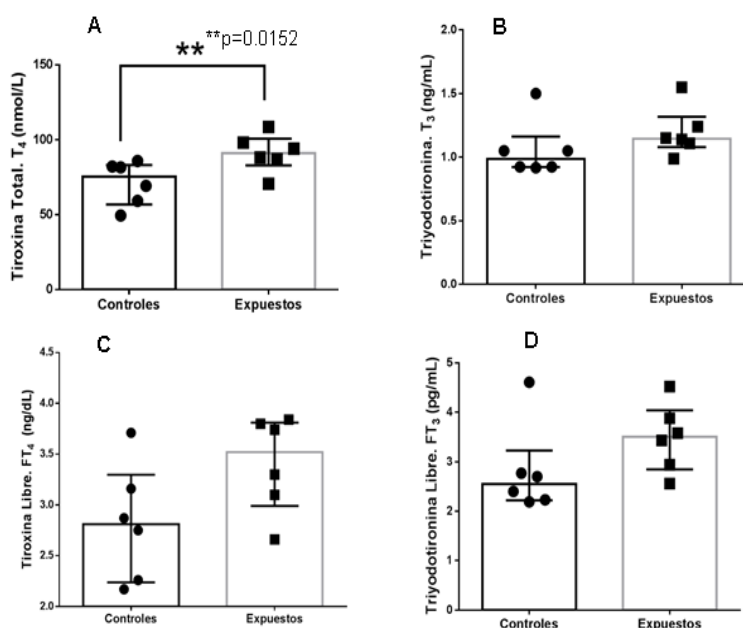 A
**
**p=0.0152
Tiroxina Total. T₄ (nmol/L)
150
100
50
0
Controles
Expuestos
B
Triyodotironina. T₃ (ng/mL)
2.0
1.5
1.0
0.5
0.0
Controles
Expuestos
C
Tiroxina Libre. FT₄ (ng/dL)
4.5
4.0
3.5
3.0
2.5
2.0
Controles
Expuestos
D
Triyodotironina Libre. FT₃ (pg/mL)
5
4
3
2
1
0
Controles
Expuestos